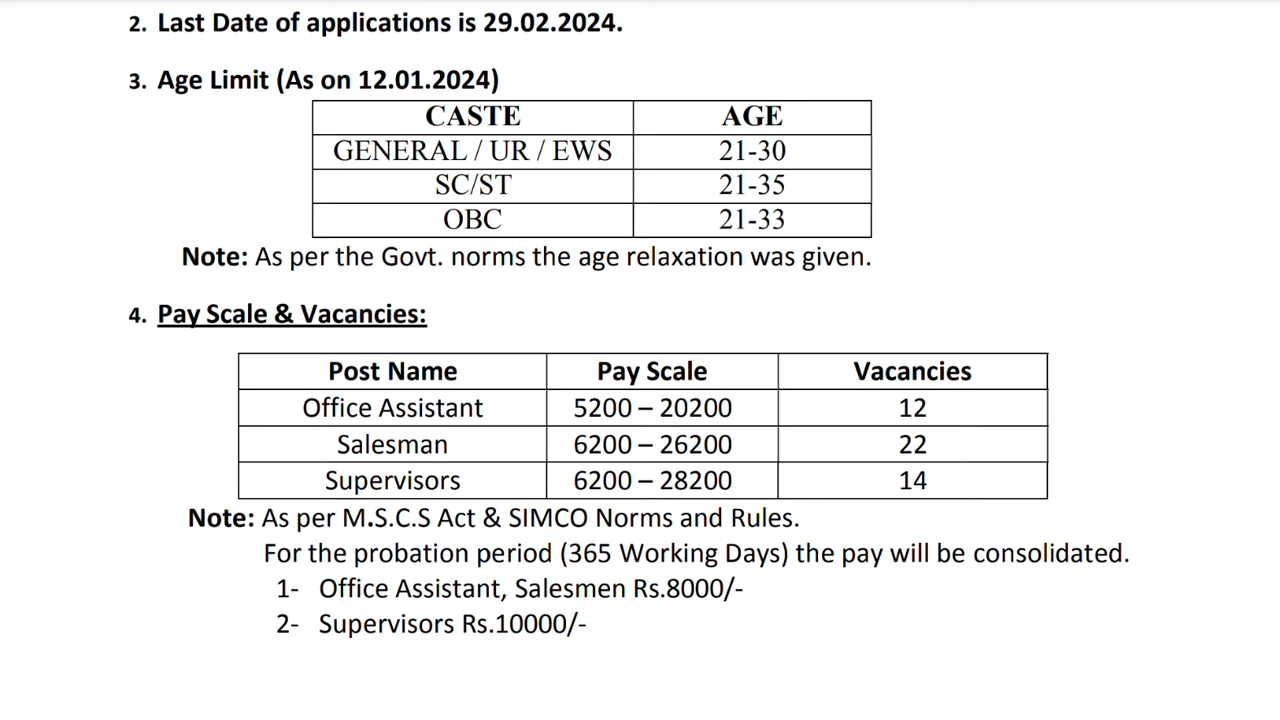 2. Last Date of applications is 29.02.2024.
3. Age Limit (As on 12.01.2024)
CASTE AGE
GENERAL / UR / EWS 21-30
SC/ST 21-35
OBC 21-33
Note: As per the Govt. norms the age relaxation was given.
4. Pay Scale & Vacancies:
Post Name Pay Scale Vacancies
Office Assistant 5200 – 20200 12
Salesman 6200 – 26200 22
Supervisors 6200 – 28200 14
Note: As per M.S.C.S Act & SIMCO Norms and Rules.
For the probation period (365 Working Days) the pay will be consolidated.
1- Office Assistant, Salesmen Rs.8000/-
2- Supervisors Rs.10000/-